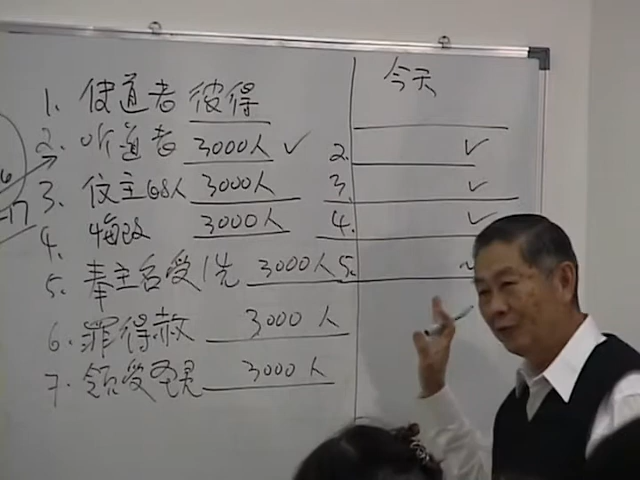 今天
1. 使道者 彼得
2. 听道者 3000人 ✓ 2. ✓
3. 信主的人 3000人 3. ✓
4. 悔改 3000人 4. ✓
5. 奉主名受洗 3000人 5.
6. 罪得赦 3000人
7. 領受圣灵 3000人